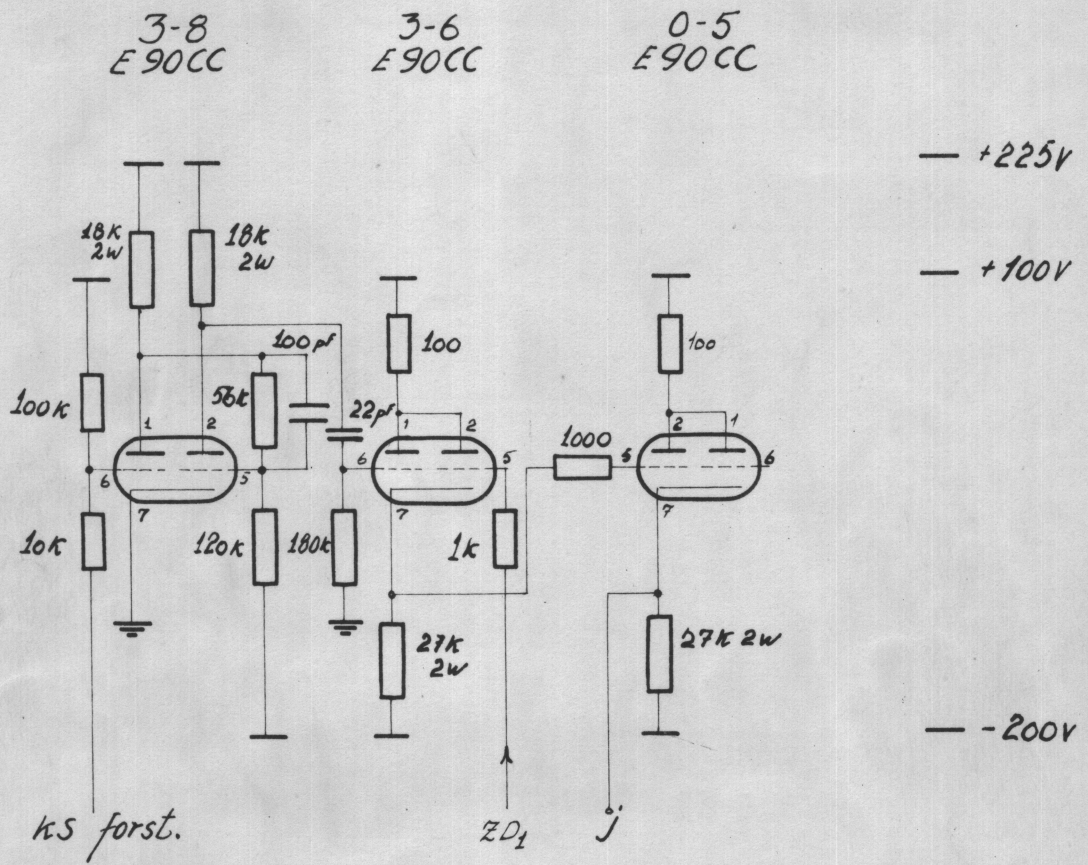 3-8
E90CC
3-6
E90CC
0-5
E90CC
+225V
+100V
-200V
18K
2W
18K
2W
100K
10K
100pf
56k
120k
1
2
6
5
7
22pf
180k
100
1
2
6
5
7
1k
27K
2W
1000
100
2
1
5
6
7
27K 2W
KS forst.
ZD1
j